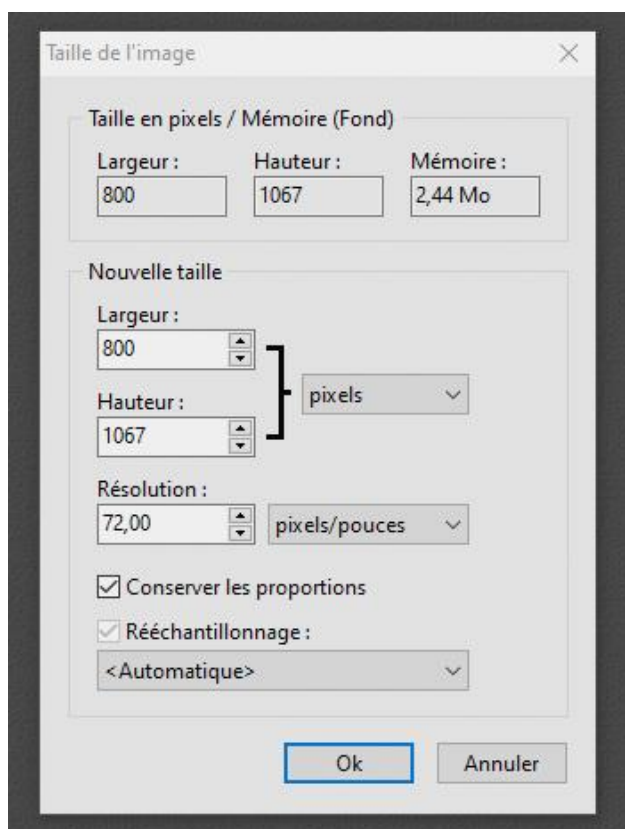 Taille de l'image
Taille en pixels / Mémoire (Fond)
Largeur : Hauteur : Mémoire :
800 1067 2,44 Mo
Nouvelle taille
Largeur :
800
pixels
Hauteur :
1067
Résolution :
72,00 pixels/pouces
Conserver les proportions
Rééchantillonnage :
<Automatique>
Ok Annuler